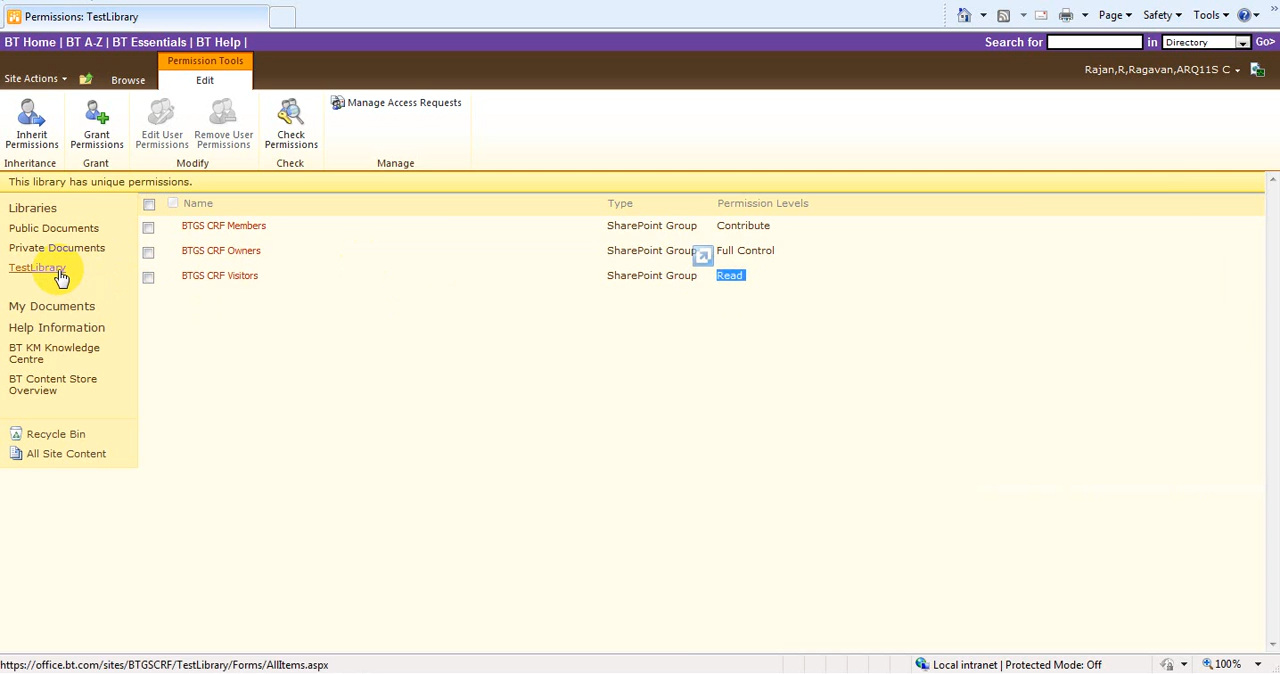 Permissions: TestLibrary
Page Safety Tools
BT Home | BT A-Z | BT Essentials | BT Help |
Search for in Directory Go>
Permission Tools
Site Actions Browse Edit
Rajan,R,Ragavan,ARQ11S C
Inherit Permissions
Grant Permissions
Edit User Permissions
Remove User Permissions
Check Permissions
Manage Access Requests
Inheritance Grant Modify Check Manage
This library has unique permissions.
Libraries
Public Documents
Private Documents
TestLibrary
My Documents
Help Information
BT KM Knowledge
Centre
BT Content Store
Overview
Recycle Bin
All Site Content
Name Type Permission Levels
BTGS CRF Members SharePoint Group Contribute
BTGS CRF Owners SharePoint Group Full Control
BTGS CRF Visitors SharePoint Group Read
https://office.bt.com/sites/BTGSCRF/TestLibrary/Forms/AllItems.aspx
Local intranet | Protected Mode: Off
100%